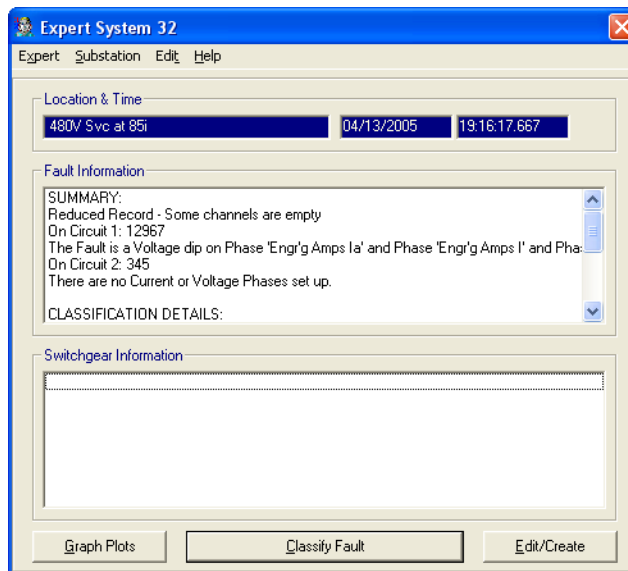 Expert System 32
Expert Substation Edit Help
Location & Time
480V Svc at 85i 04/13/2005 19:16:17.667
Fault Information
SUMMARY:
Reduced Record - Some channels are empty
On Circuit 1: 12967
The Fault is a Voltage dip on Phase 'Engr'g Amps Ia' and Phase 'Engr'g Amps I' and Pha
On Circuit 2: 345
There are no Current or Voltage Phases set up.
CLASSIFICATION DETAILS:
Switchgear Information
Graph Plots Classify Fault Edit/Create